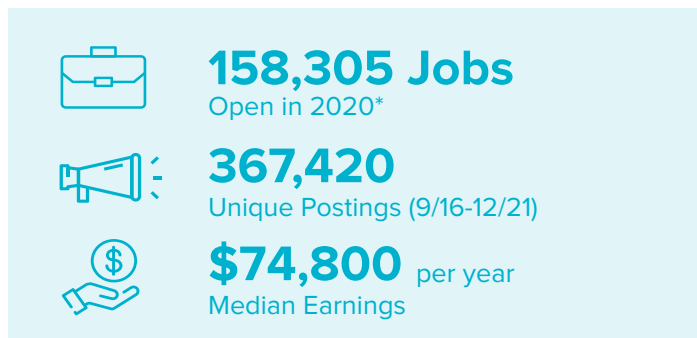 158,305 Jobs
Open in 2020*
367,420
Unique Postings (9/16-12/21)
$74,800 per year
Median Earnings